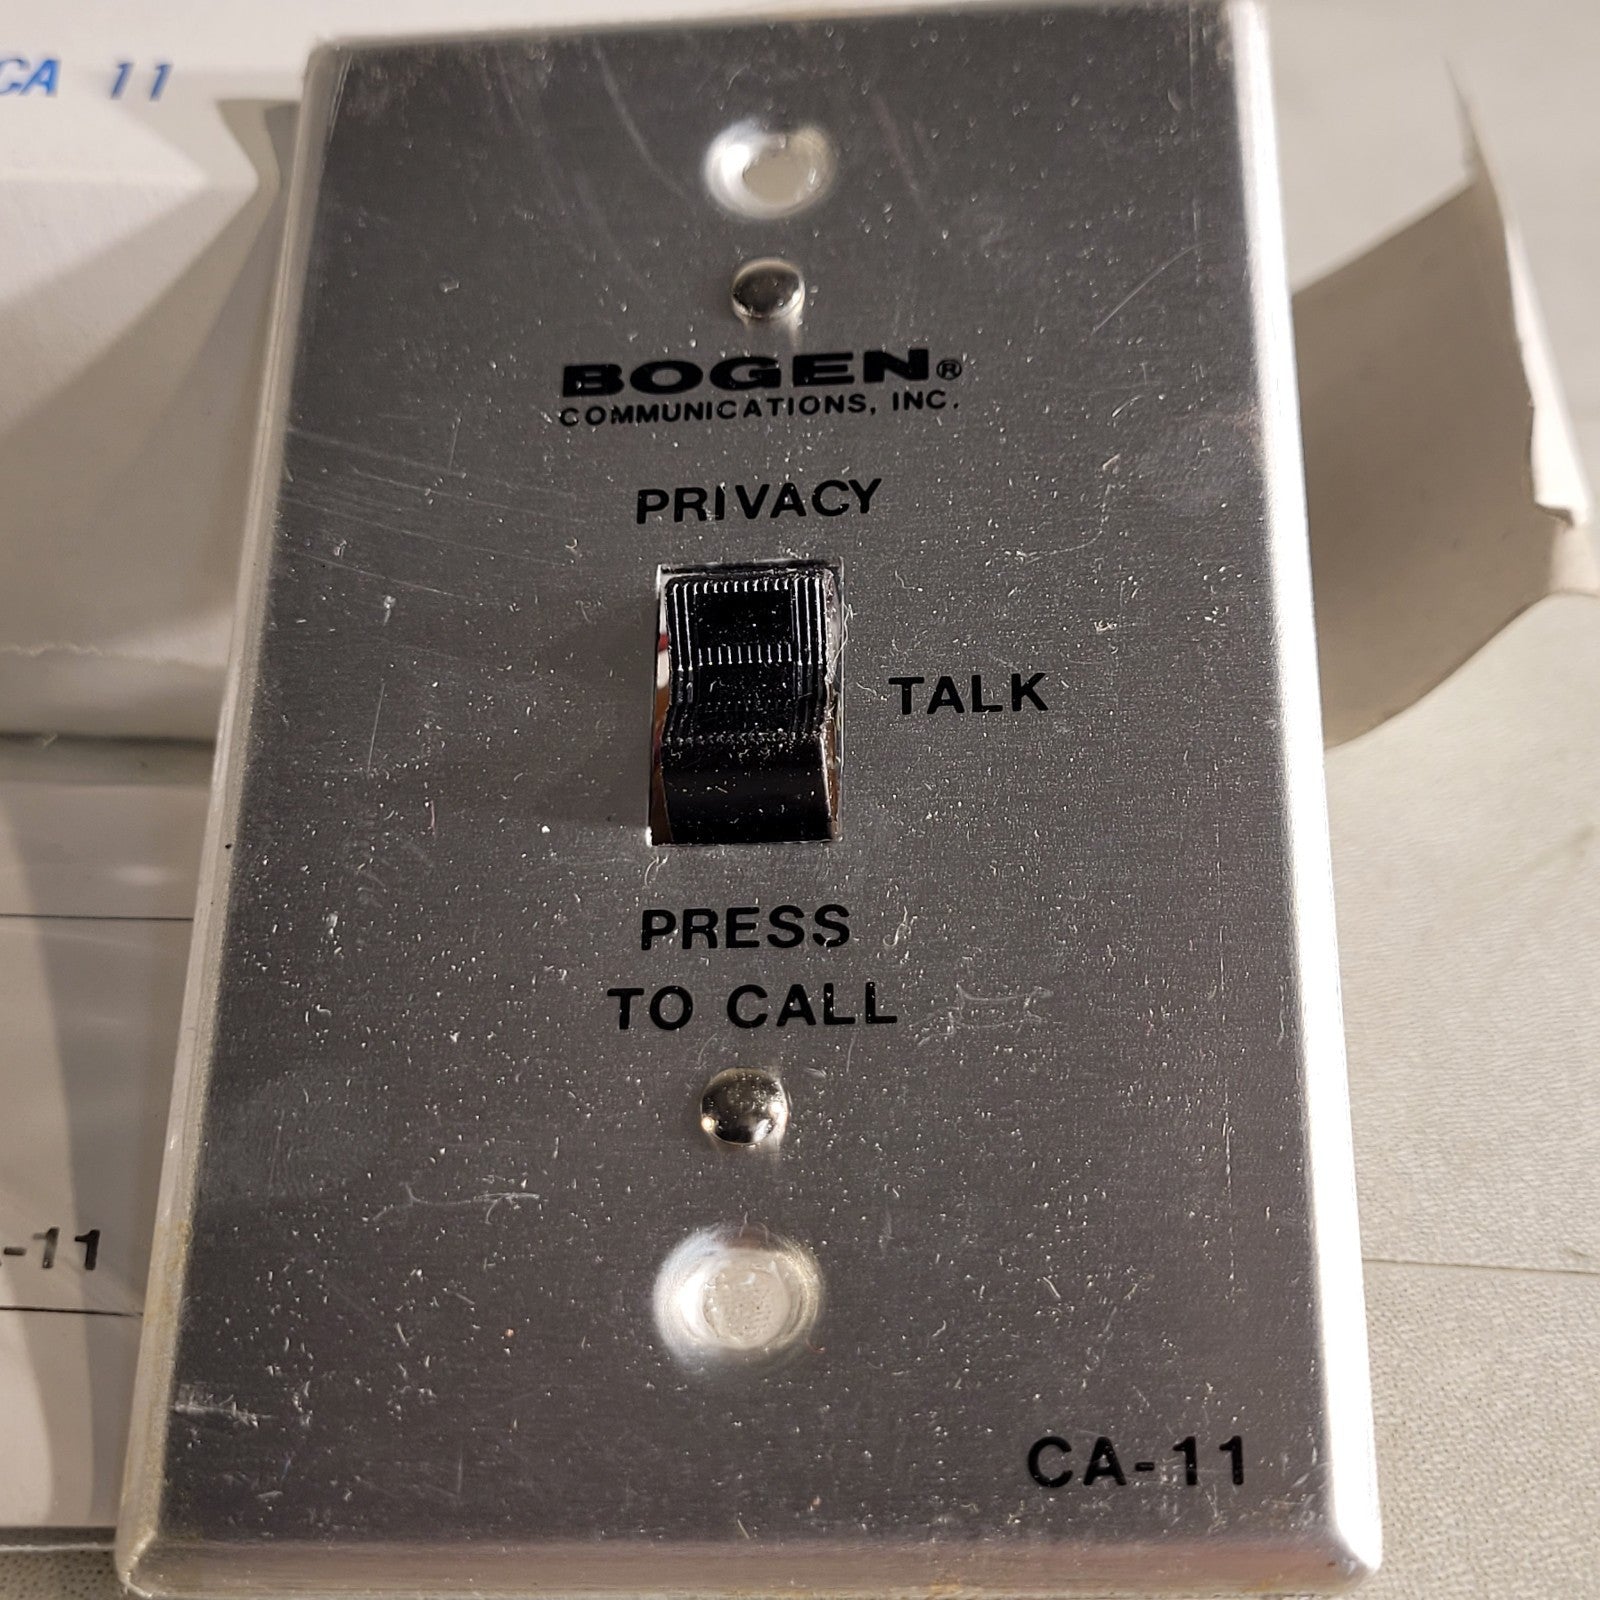 CA 11
BOGEN®
COMMUNICATIONS, INC.
PRIVACY
TALK
PRESS
TO CALL
-11
CA-11